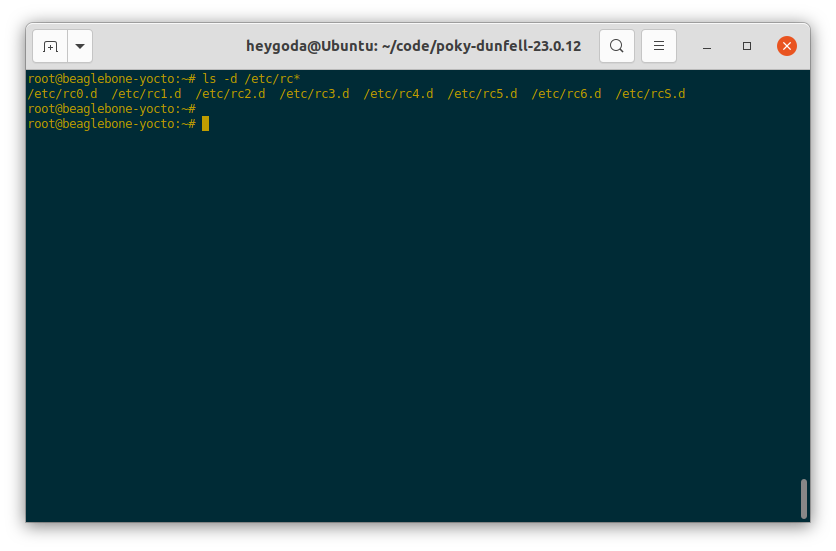 heygoda@Ubuntu: ~/code/poky-dunfell-23.0.12
root@beaglebone-yocto:~# ls -d /etc/rc*
/etc/rc0.d  /etc/rc1.d  /etc/rc2.d  /etc/rc3.d  /etc/rc4.d  /etc/rc5.d  /etc/rc6.d  /etc/rcS.d
root@beaglebone-yocto:~#
root@beaglebone-yocto:~#